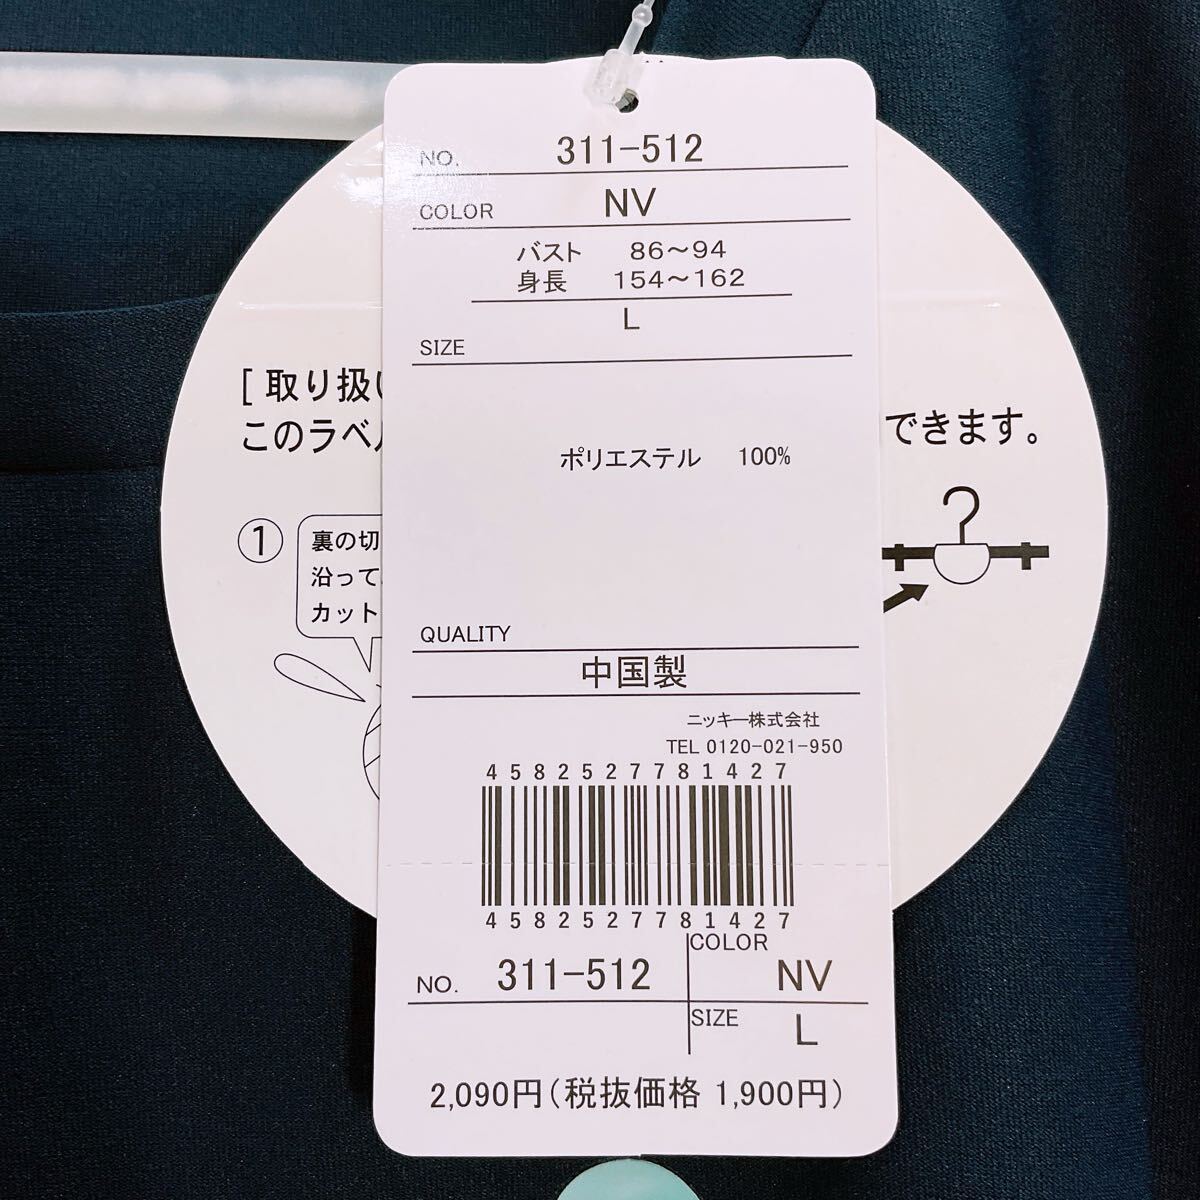 NO. 311-512
COLOR NV
バスト 86～94
身長 154～162
L
SIZE
ポリエステル 100%
QUALITY
中国製
ニッキー株式会社
TEL 0120-021-950
4582527781427
4582527781427
NO. 311-512
COLOR NV
SIZE L
2,090円(税抜価格 1,900円)
[ 取り扱い
このラベル できます。
① 裏の切
沿って
カット